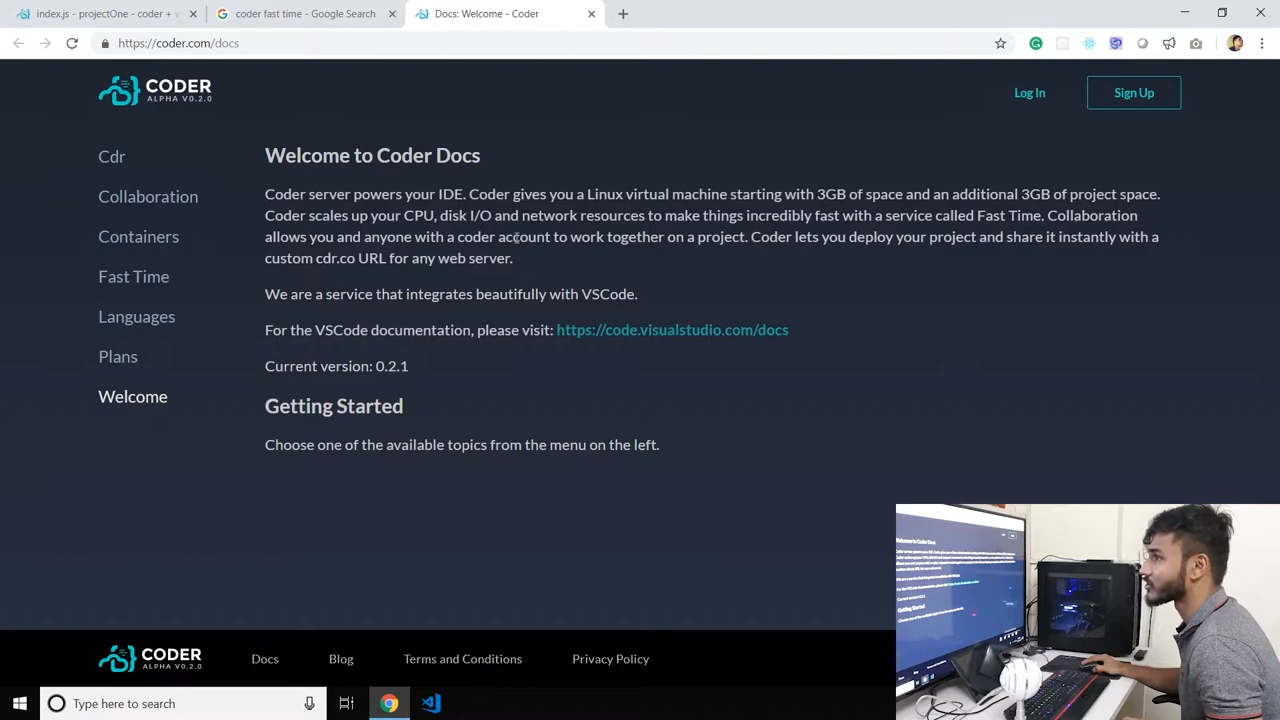 index.js - projectOne - coder + v
coder fast time - Google Search
Docs: Welcome - Coder
https://coder.com/docs
CODER
ALPHA V0.2.0
Log In
Sign Up
Cdr
Collaboration
Containers
Fast Time
Languages
Plans
Welcome
Welcome to Coder Docs
Coder server powers your IDE. Coder gives you a Linux virtual machine starting with 3GB of space and an additional 3GB of project space.
Coder scales up your CPU, disk I/O and network resources to make things incredibly fast with a service called Fast Time. Collaboration
allows you and anyone with a coder account to work together on a project. Coder lets you deploy your project and share it instantly with a
custom cdr.co URL for any web server.
We are a service that integrates beautifully with VSCode.
For the VSCode documentation, please visit: https://code.visualstudio.com/docs
Current version: 0.2.1
Getting Started
Choose one of the available topics from the menu on the left.
Welcome to Coder Docs
Getting Started
CODER
ALPHA V0.2.0
Docs
Blog
Terms and Conditions
Privacy Policy
Type here to search